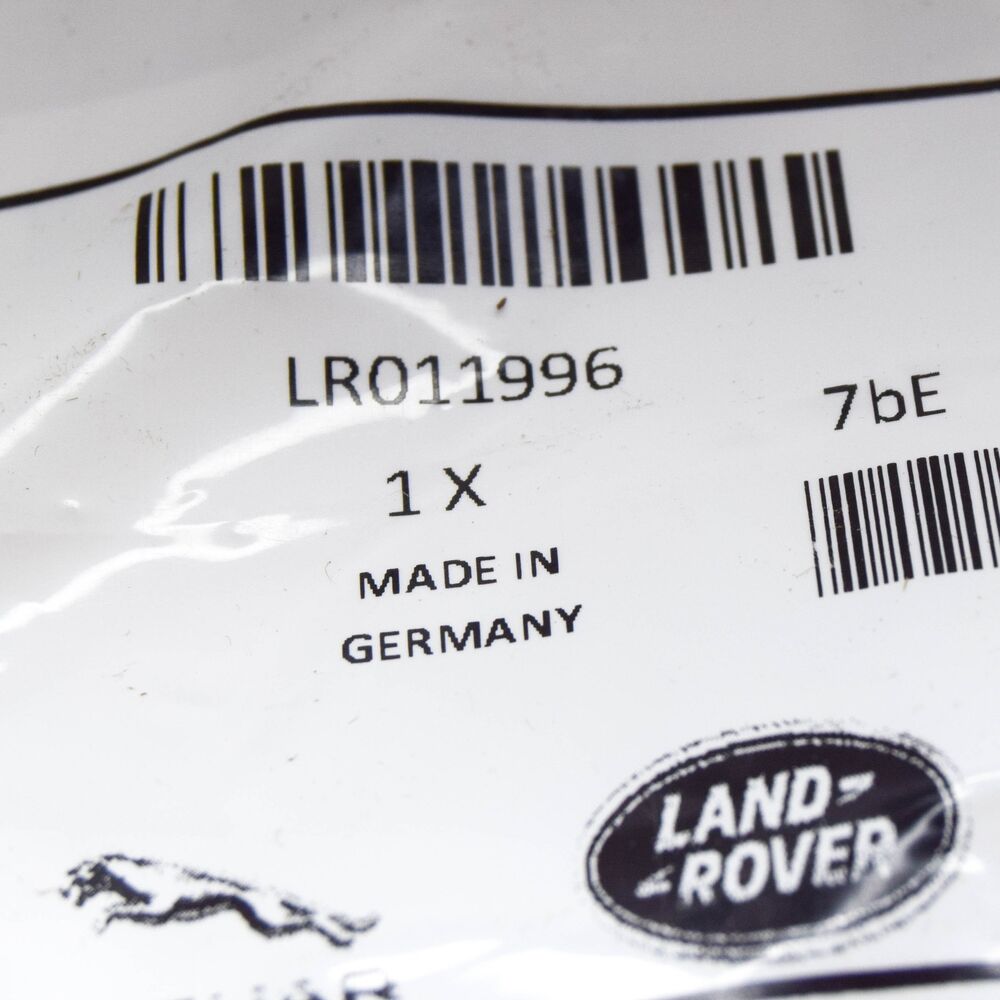 LR011996
7bE
1 X
MADE IN
GERMANY
LAND-
-ROVER